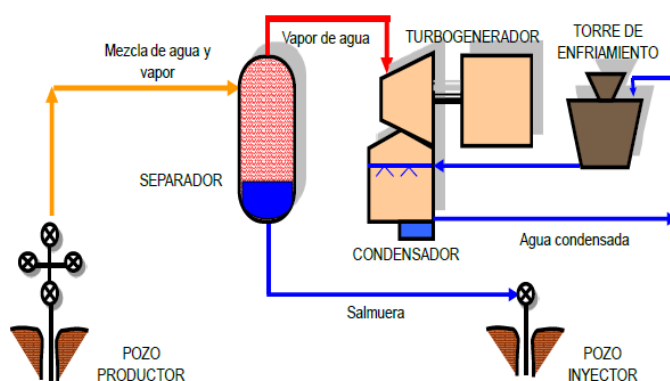 Mezcla de agua y
vapor
Vapor de agua
TURBOGENERADOR
TORRE DE
ENFRIAMIENTO
SEPARADOR
CONDENSADOR
Agua condensada
Salmuera
POZO
PRODUCTOR
POZO
INYECTOR